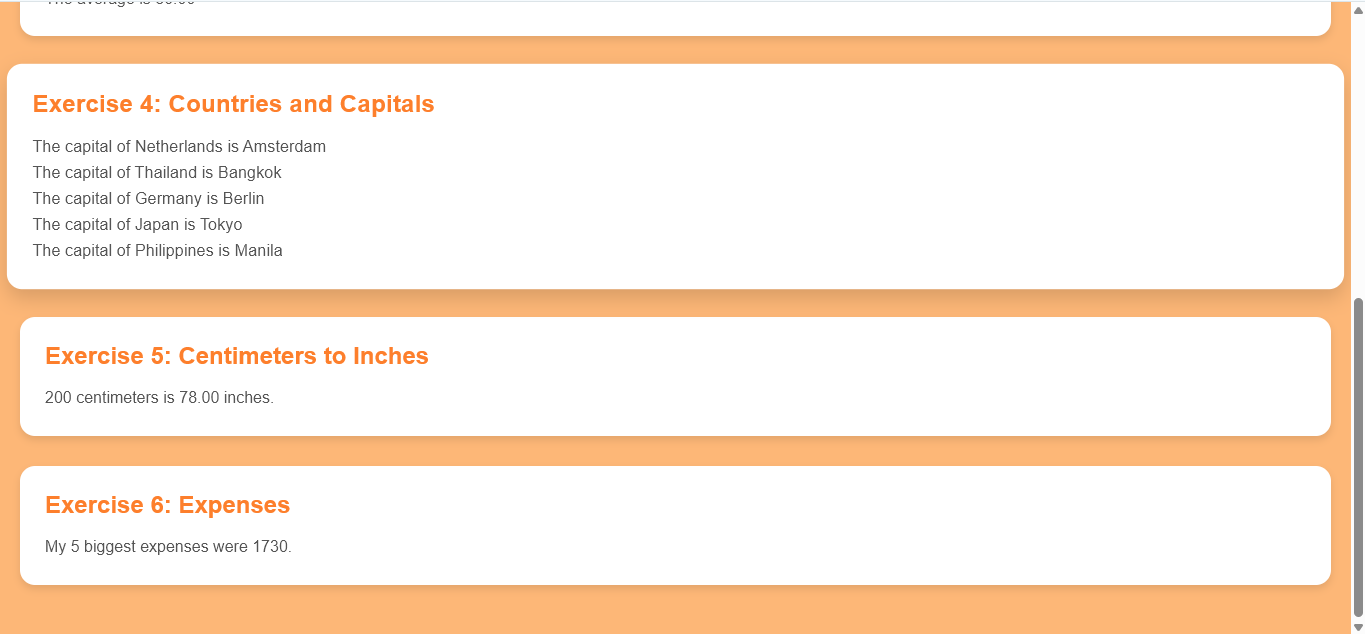 The average is
Exercise 4: Countries and Capitals
The capital of Netherlands is Amsterdam
The capital of Thailand is Bangkok
The capital of Germany is Berlin
The capital of Japan is Tokyo
The capital of Philippines is Manila
Exercise 5: Centimeters to Inches
200 centimeters is 78.00 inches.
Exercise 6: Expenses
My 5 biggest expenses were 1730.